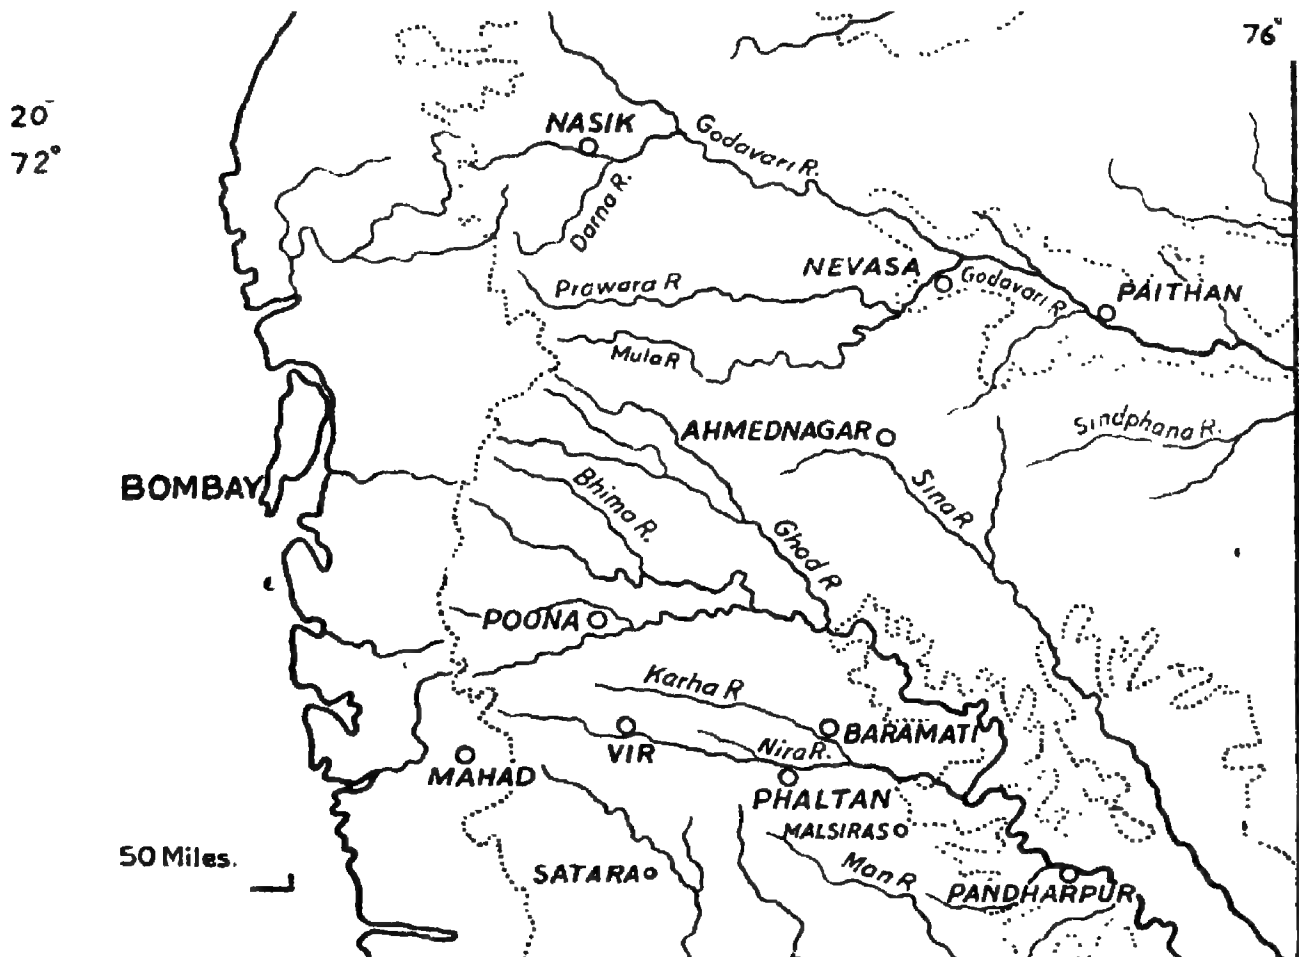 76°
20°
72°
NASIK
Godavari R.
Darna R.
NEVASA
Godavari R
PAITHAN
Prawara R
Mula R
AHMEDNAGAR
Sindphana R.
BOMBAY
Bhima R.
Sina R
Ghod R
POONA
Karha R
VIR
Nira R.
BARAMATI
MAHAD
PHALTAN
MALSIRAS
50 Miles.
SATARA
Man R
PANDHARPUR